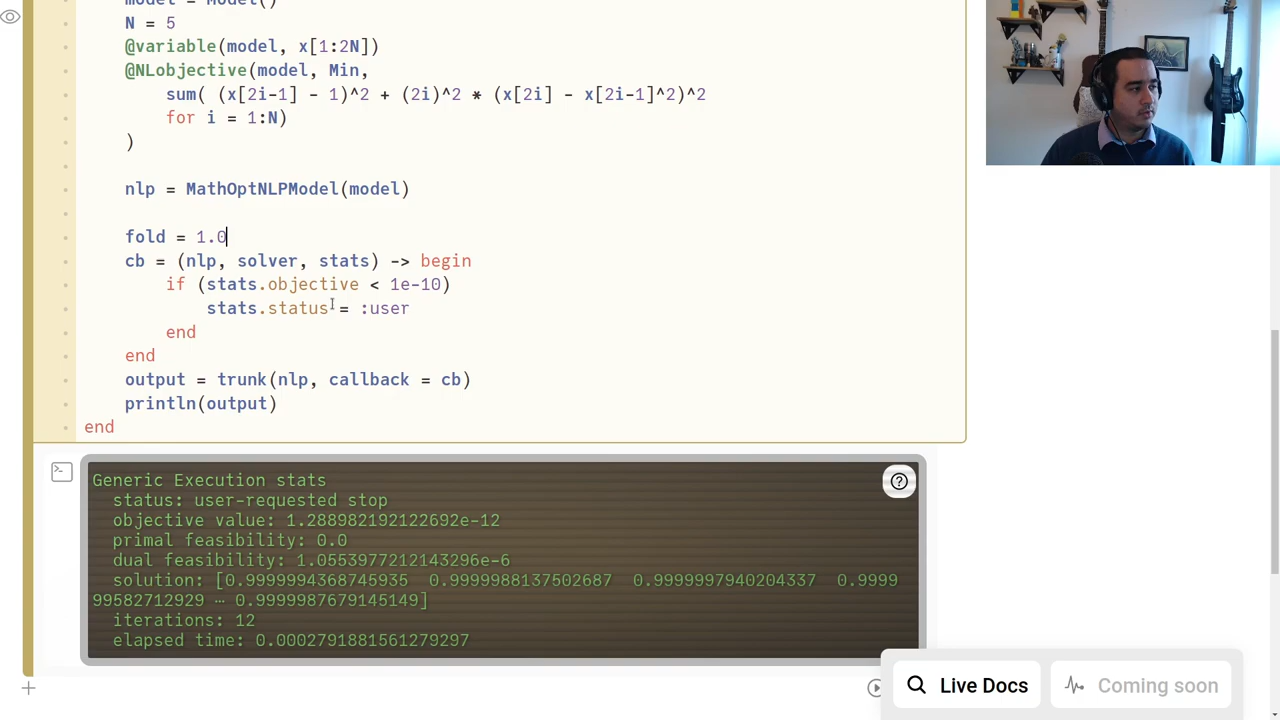 model = Model()
N = 5
@variable(model, x[1:2N])
@NLobjective(model, Min,
sum( (x[2i-1] - 1)^2 + (2i)^2 * (x[2i] - x[2i-1]^2)^2
for i = 1:N)
)
nlp = MathOptNLPModel(model)
fold = 1.0
cb = (nlp, solver, stats) -> begin
if (stats.objective < 1e-10)
stats.status = :user
end
end
output = trunk(nlp, callback = cb)
println(output)
end
Generic Execution stats
status: user-requested stop
objective value: 1.288982192122692e-12
primal feasibility: 0.0
dual feasibility: 1.0553977212143296e-6
solution: [0.9999994368745935 0.9999988137502687 0.9999997940204337 0.9999
99582712929 ⋯ 0.9999987679145149]
iterations: 12
elapsed time: 0.0002791881561279297
Live Docs
Coming soon